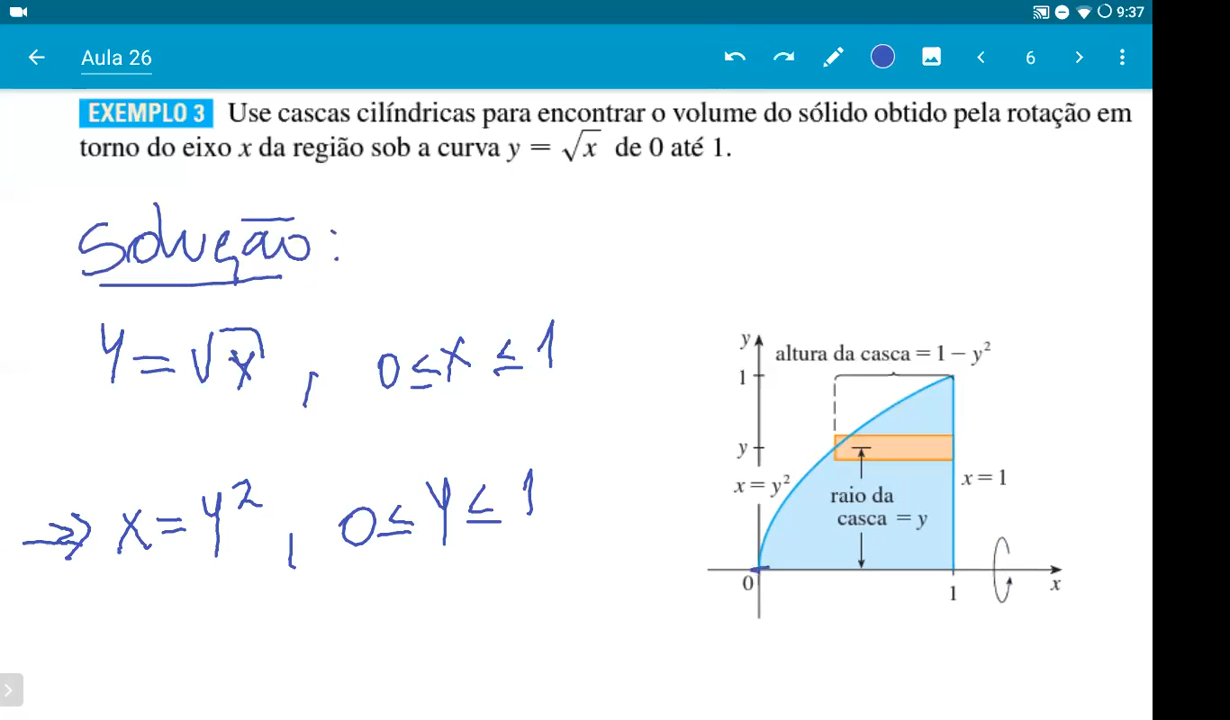 9:37
Aula 26
6
EXEMPLO 3 Use cascas cilíndricas para encontrar o volume do sólido obtido pela rotação em
torno do eixo x da região sob a curva y = √x de 0 até 1.
Solução:
y = √x , 0 ≤ x ≤ 1
⇒ x = y² , 0 ≤ y ≤ 1
y
altura da casca = 1 − y²
1
y
x = y²
raio da
casca = y
x = 1
0
1
x